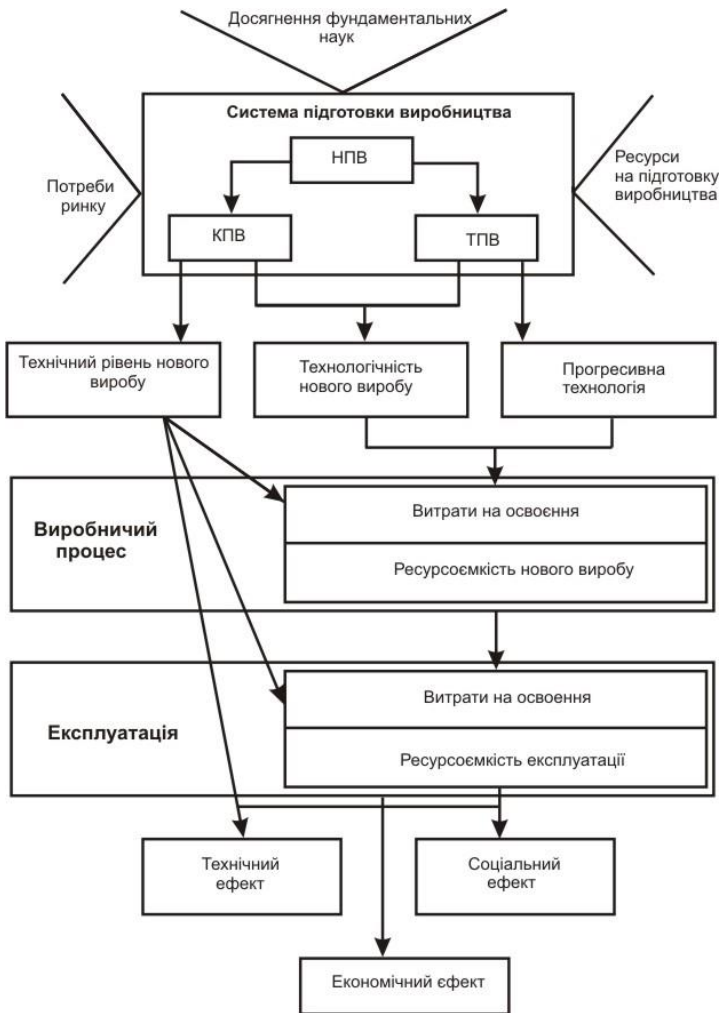 Досягнення фундаментальних
наук
Система підготовки виробництва
НПВ
Потреби
ринку
Ресурси
на підготовку
виробництва
КПВ
ТПВ
Технічний рівень нового
виробу
Технологічність
нового виробу
Прогресивна
технологія
Виробничий
процес
Витрати на освоєння
Ресурсоємкість нового виробу
Експлуатація
Витрати на освоення
Ресурсоємкість експлуатації
Технічний
ефект
Соціальний
ефект
Економічний єфект